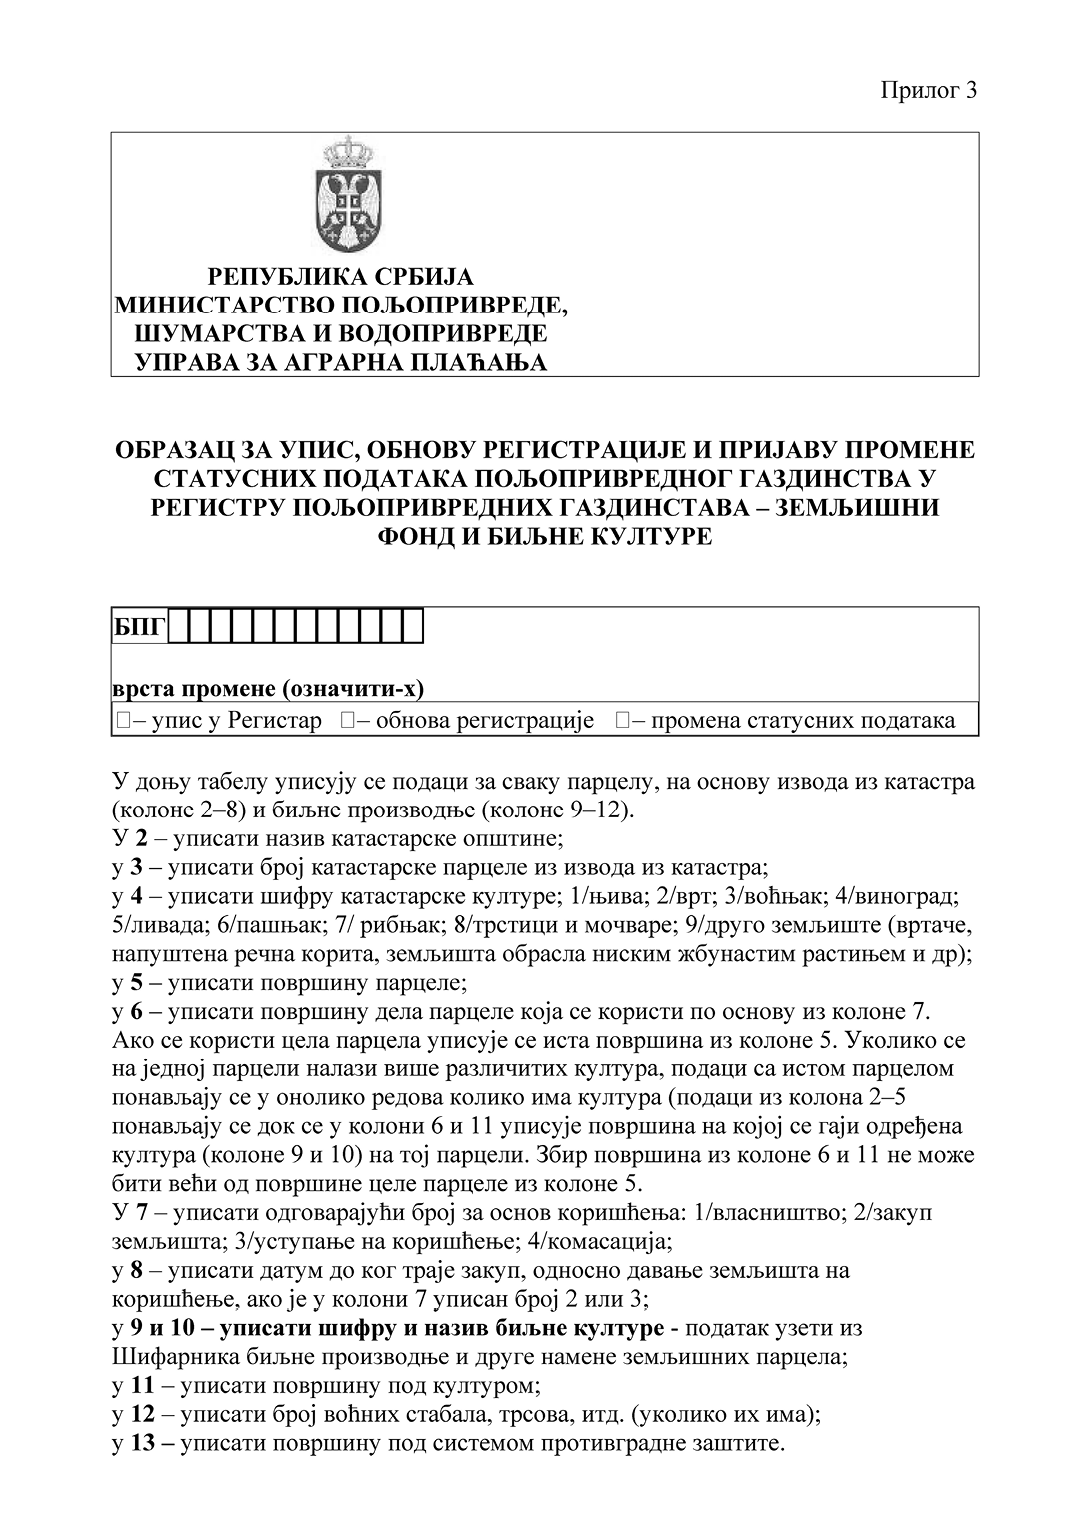 Прилог 3
РЕПУБЛИКА СРБИЈА
МИНИСТАРСТВО ПОЉОПРИВРЕДЕ,
ШУМАРСТВА И ВОДОПРИВРЕДЕ
УПРАВА ЗА АГРАРНА ПЛАЋАЊА
ОБРАЗАЦ ЗА УПИС, ОБНОВУ РЕГИСТРАЦИЈЕ И ПРИЈАВУ ПРОМЕНЕ
СТАТУСНИХ ПОДАТАКА ПОЉОПРИВРЕДНОГ ГАЗДИНСТВА У
РЕГИСТРУ ПОЉОПРИВРЕДНИХ ГАЗДИНСТАВА – ЗЕМЉИШНИ
ФОНД И БИЉНЕ КУЛТУРЕ
БПГ
врста промене (означити-х)
□– упис у Регистар □– обнова регистрације □– промена статусних података
У доњу табелу уписују се подаци за сваку парцелу, на основу извода из катастра
(колоне 2–8) и биљне производње (колоне 9–12).
У 2 – уписати назив катастарске општине;
у 3 – уписати број катастарске парцеле из извода из катастра;
у 4 – уписати шифру катастарске културе; 1/њива; 2/врт; 3/воћњак; 4/виноград;
5/ливада; 6/пашњак; 7/ рибњак; 8/трстици и мочваре; 9/друго земљиште (вртаче,
напуштена речна корита, земљишта обрасла ниским жбунастим растињем и др);
у 5 – уписати површину парцеле;
у 6 – уписати површину дела парцеле која се користи по основу из колоне 7.
Ако се користи цела парцела уписује се иста површина из колоне 5. Уколико се
на једној парцели налази више различитих култура, подаци са истом парцелом
понављају се у онолико редова колико има култура (подаци из колона 2–5
понављају се док се у колони 6 и 11 уписује површина на којој се гаји одређена
култура (колоне 9 и 10) на тој парцели. Збир површина из колоне 6 и 11 не може
бити већи од површине целе парцеле из колоне 5.
У 7 – уписати одговарајући број за основ коришћења: 1/власништво; 2/закуп
земљишта; 3/уступање на коришћење; 4/комасација;
у 8 – уписати датум до ког траје закуп, односно давање земљишта на
коришћење, ако је у колони 7 уписан број 2 или 3;
у 9 и 10 – уписати шифру и назив биљне културе - податак узети из
Шифарника биљне производње и друге намене земљишних парцела;
у 11 – уписати површину под културом;
у 12 – уписати број воћних стабала, трсова, итд. (уколико их има);
у 13 – уписати површину под системом противградне заштите.